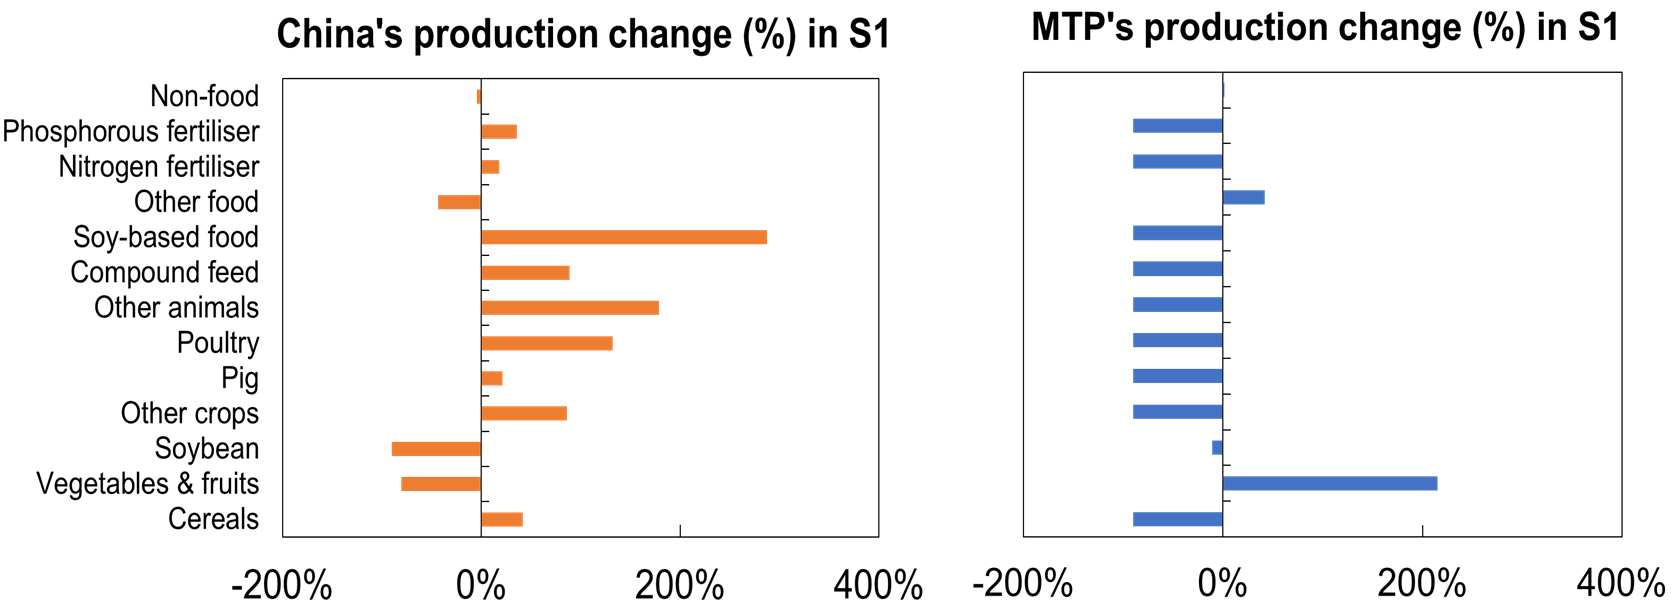 China's production change (%) in S1
MTP's production change (%) in S1
Non-food
Phosphorous fertiliser
Nitrogen fertiliser
Other food
Soy-based food
Compound feed
Other animals
Poultry
Pig
Other crops
Soybean
Vegetables & fruits
Cereals
-200% 0% 200% 400%
-200% 0% 200% 400%